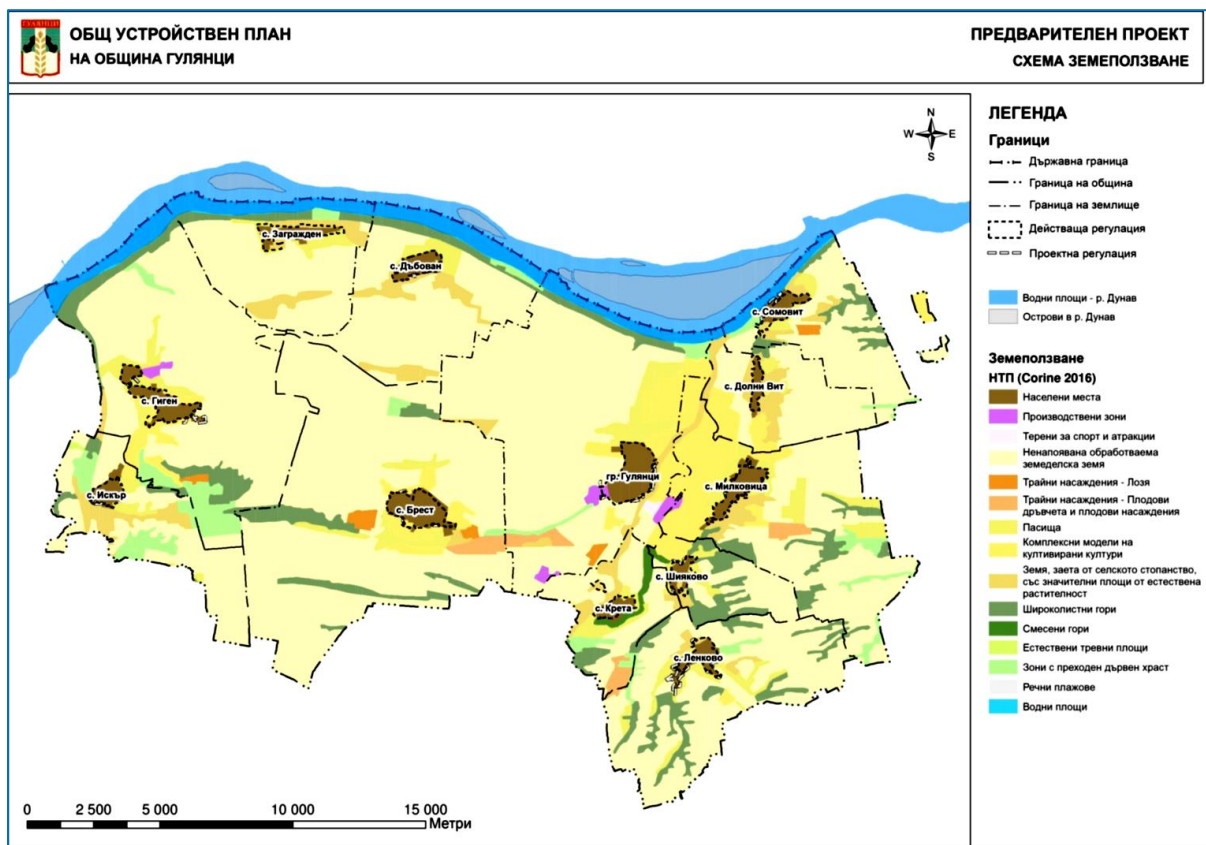 ГУЛЯНЦИ
ОБЩ УСТРОЙСТВЕН ПЛАН
НА ОБЩИНА ГУЛЯНЦИ
ПРЕДВАРИТЕЛЕН ПРОЕКТ
СХЕМА ЗЕМЕПОЛЗВАНЕ
N
W
E
S
с. Загражден
с. Дъбован
с. Сомовит
с. Долни Вит
с. Гиген
гр. Гулянци
с. Милковица
с. Искър
с. Брест
с. Шияково
с. Крета
с. Ленково
0
2 500
5 000
10 000
15 000
Метри
ЛЕГЕНДА
Граници
Държавна граница
Граница на община
Граница на землище
Действаща регулация
Проектна регулация
Водни площи - р. Дунав
Острови в р. Дунав
Земеползване
НТП (Corine 2016)
Населени места
Производствени зони
Терени за спорт и атракции
Ненапоявана обработваема
земеделска земя
Трайни насаждения - Лозя
Трайни насаждения - Плодови
дръвчета и плодови насаждения
Пасища
Комплексни модели на
култивирани култури
Земя, заета от селското стопанство,
със значителни площи от естествена
растителност
Широколистни гори
Смесени гори
Естествени тревни площи
Зони с преходен дървен храст
Речни плажове
Водни площи